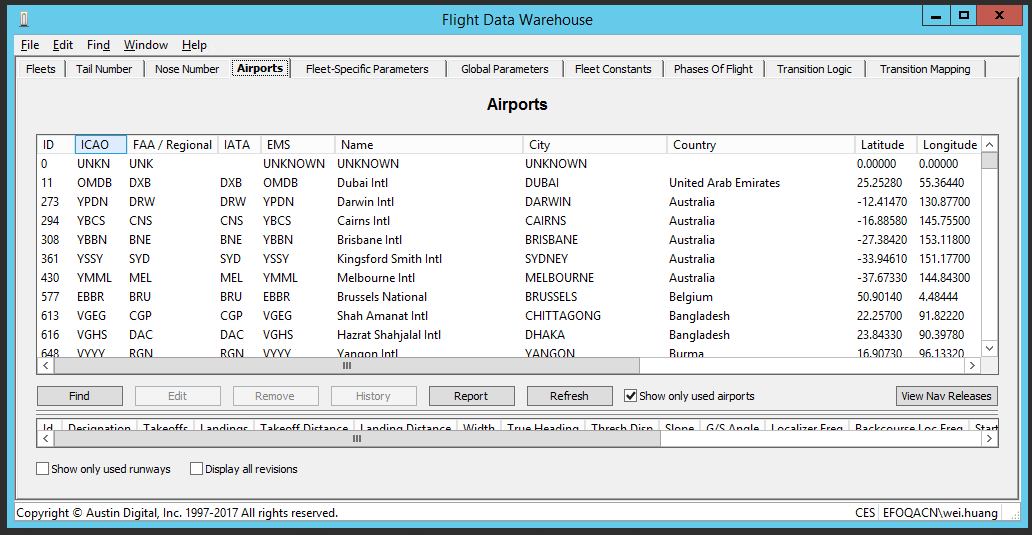 Flight Data Warehouse
File Edit Find Window Help
Fleets Tail Number Nose Number Airports Fleet-Specific Parameters Global Parameters Fleet Constants Phases Of Flight Transition Logic Transition Mapping
Airports
ID ICAO FAA / Regional IATA EMS Name City Country Latitude Longitude
0 UNKN UNK UNKNOWN UNKNOWN UNKNOWN 0.00000 0.00000
11 OMDB DXB DXB OMDB Dubai Intl DUBAI United Arab Emirates 25.25280 55.36440
273 YPDN DRW DRW YPDN Darwin Intl DARWIN Australia -12.41470 130.87700
294 YBCS CNS CNS YBCS Cairns Intl CAIRNS Australia -16.88580 145.75500
308 YBBN BNE BNE YBBN Brisbane Intl BRISBANE Australia -27.38420 153.11800
361 YSSY SYD SYD YSSY Kingsford Smith Intl SYDNEY Australia -33.94610 151.17700
430 YMML MEL MEL YMML Melbourne Intl MELBOURNE Australia -37.67330 144.84300
577 EBBR BRU BRU EBBR Brussels National BRUSSELS Belgium 50.90140 4.48444
613 VGEG CGP CGP VGEG Shah Amanat Intl CHITTAGONG Bangladesh 22.25700 91.82220
616 VGHS DAC DAC VGHS Hazrat Shahjalal Intl DHAKA Bangladesh 23.84330 90.39780
648 VYYY RGN RGN VYYY Yangon Intl YANGON Burma 16.90730 96.13320
Find Edit Remove History Report Refresh Show only used airports View Nav Releases
Id Designation Takeoffs Landings Takeoff Distance Landing Distance Width True Heading Thresh Disp Slope G/S Angle Localizer Freq Backcourse Loc Freq Start
Show only used runways Display all revisions
Copyright © Austin Digital, Inc. 1997-2017 All rights reserved. CES EFOQACN\wei.huang